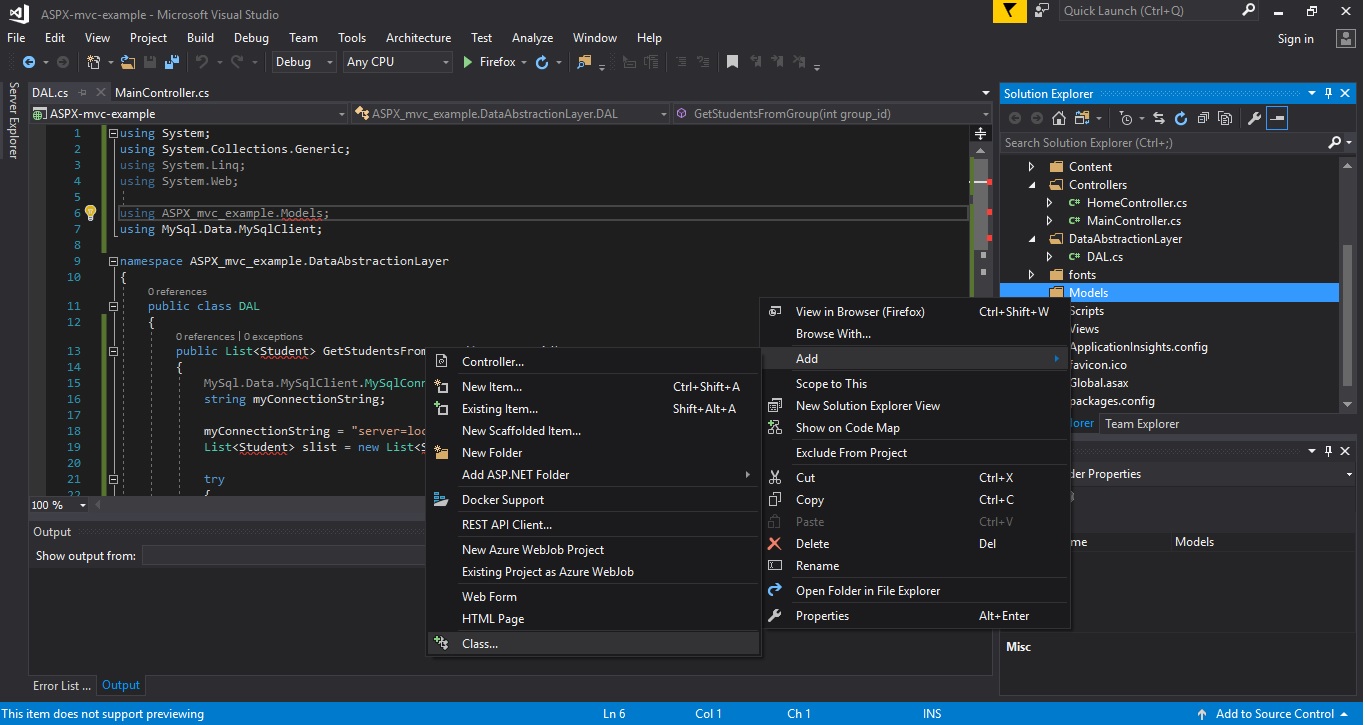 ASPX-mvc-example - Microsoft Visual Studio
Quick Launch (Ctrl+Q)
File Edit View Project Build Debug Team Tools Architecture Test Analyze Window Help
Sign in
Debug Any CPU Firefox
Server Explorer
DAL.cs MainController.cs
ASPX-mvc-example ASPX_mvc_example.DataAbstractionLayer.DAL GetStudentsFromGroup(int group_id)
1 using System;
2 using System.Collections.Generic;
3 using System.Linq;
4 using System.Web;
5
6 using ASPX_mvc_example.Models;
7 using MySql.Data.MySqlClient;
8
9 namespace ASPX_mvc_example.DataAbstractionLayer
10 {
0 references
11 public class DAL
12 {
0 references | 0 exceptions
13 public List<Student> GetStudentsFrom
14 {
15 MySql.Data.MySqlClient.MySqlConn
16 string myConnectionString;
17
18 myConnectionString = "server=loc
19 List<Student> slist = new List<S
20
21 try
22 {
100 %
Output
Show output from:
Error List ... Output
Controller...
New Item... Ctrl+Shift+A
Existing Item... Shift+Alt+A
New Scaffolded Item...
New Folder
Add ASP.NET Folder
Docker Support
REST API Client...
New Azure WebJob Project
Existing Project as Azure WebJob
Web Form
HTML Page
Class...
View in Browser (Firefox) Ctrl+Shift+W
Browse With...
Add
Scope to This
New Solution Explorer View
Show on Code Map
Exclude From Project
Cut Ctrl+X
Copy Ctrl+C
Paste Ctrl+V
Delete Del
Rename
Open Folder in File Explorer
Properties Alt+Enter
Solution Explorer
Search Solution Explorer (Ctrl+;)
Content
Controllers
C# HomeController.cs
C# MainController.cs
DataAbstractionLayer
C# DAL.cs
fonts
Models
Scripts
Views
ApplicationInsights.config
favicon.ico
Global.asax
packages.config
lorer Team Explorer
der Properties
me Models
Misc
This item does not support previewing Ln 6 Col 1 Ch 1 INS Add to Source Control